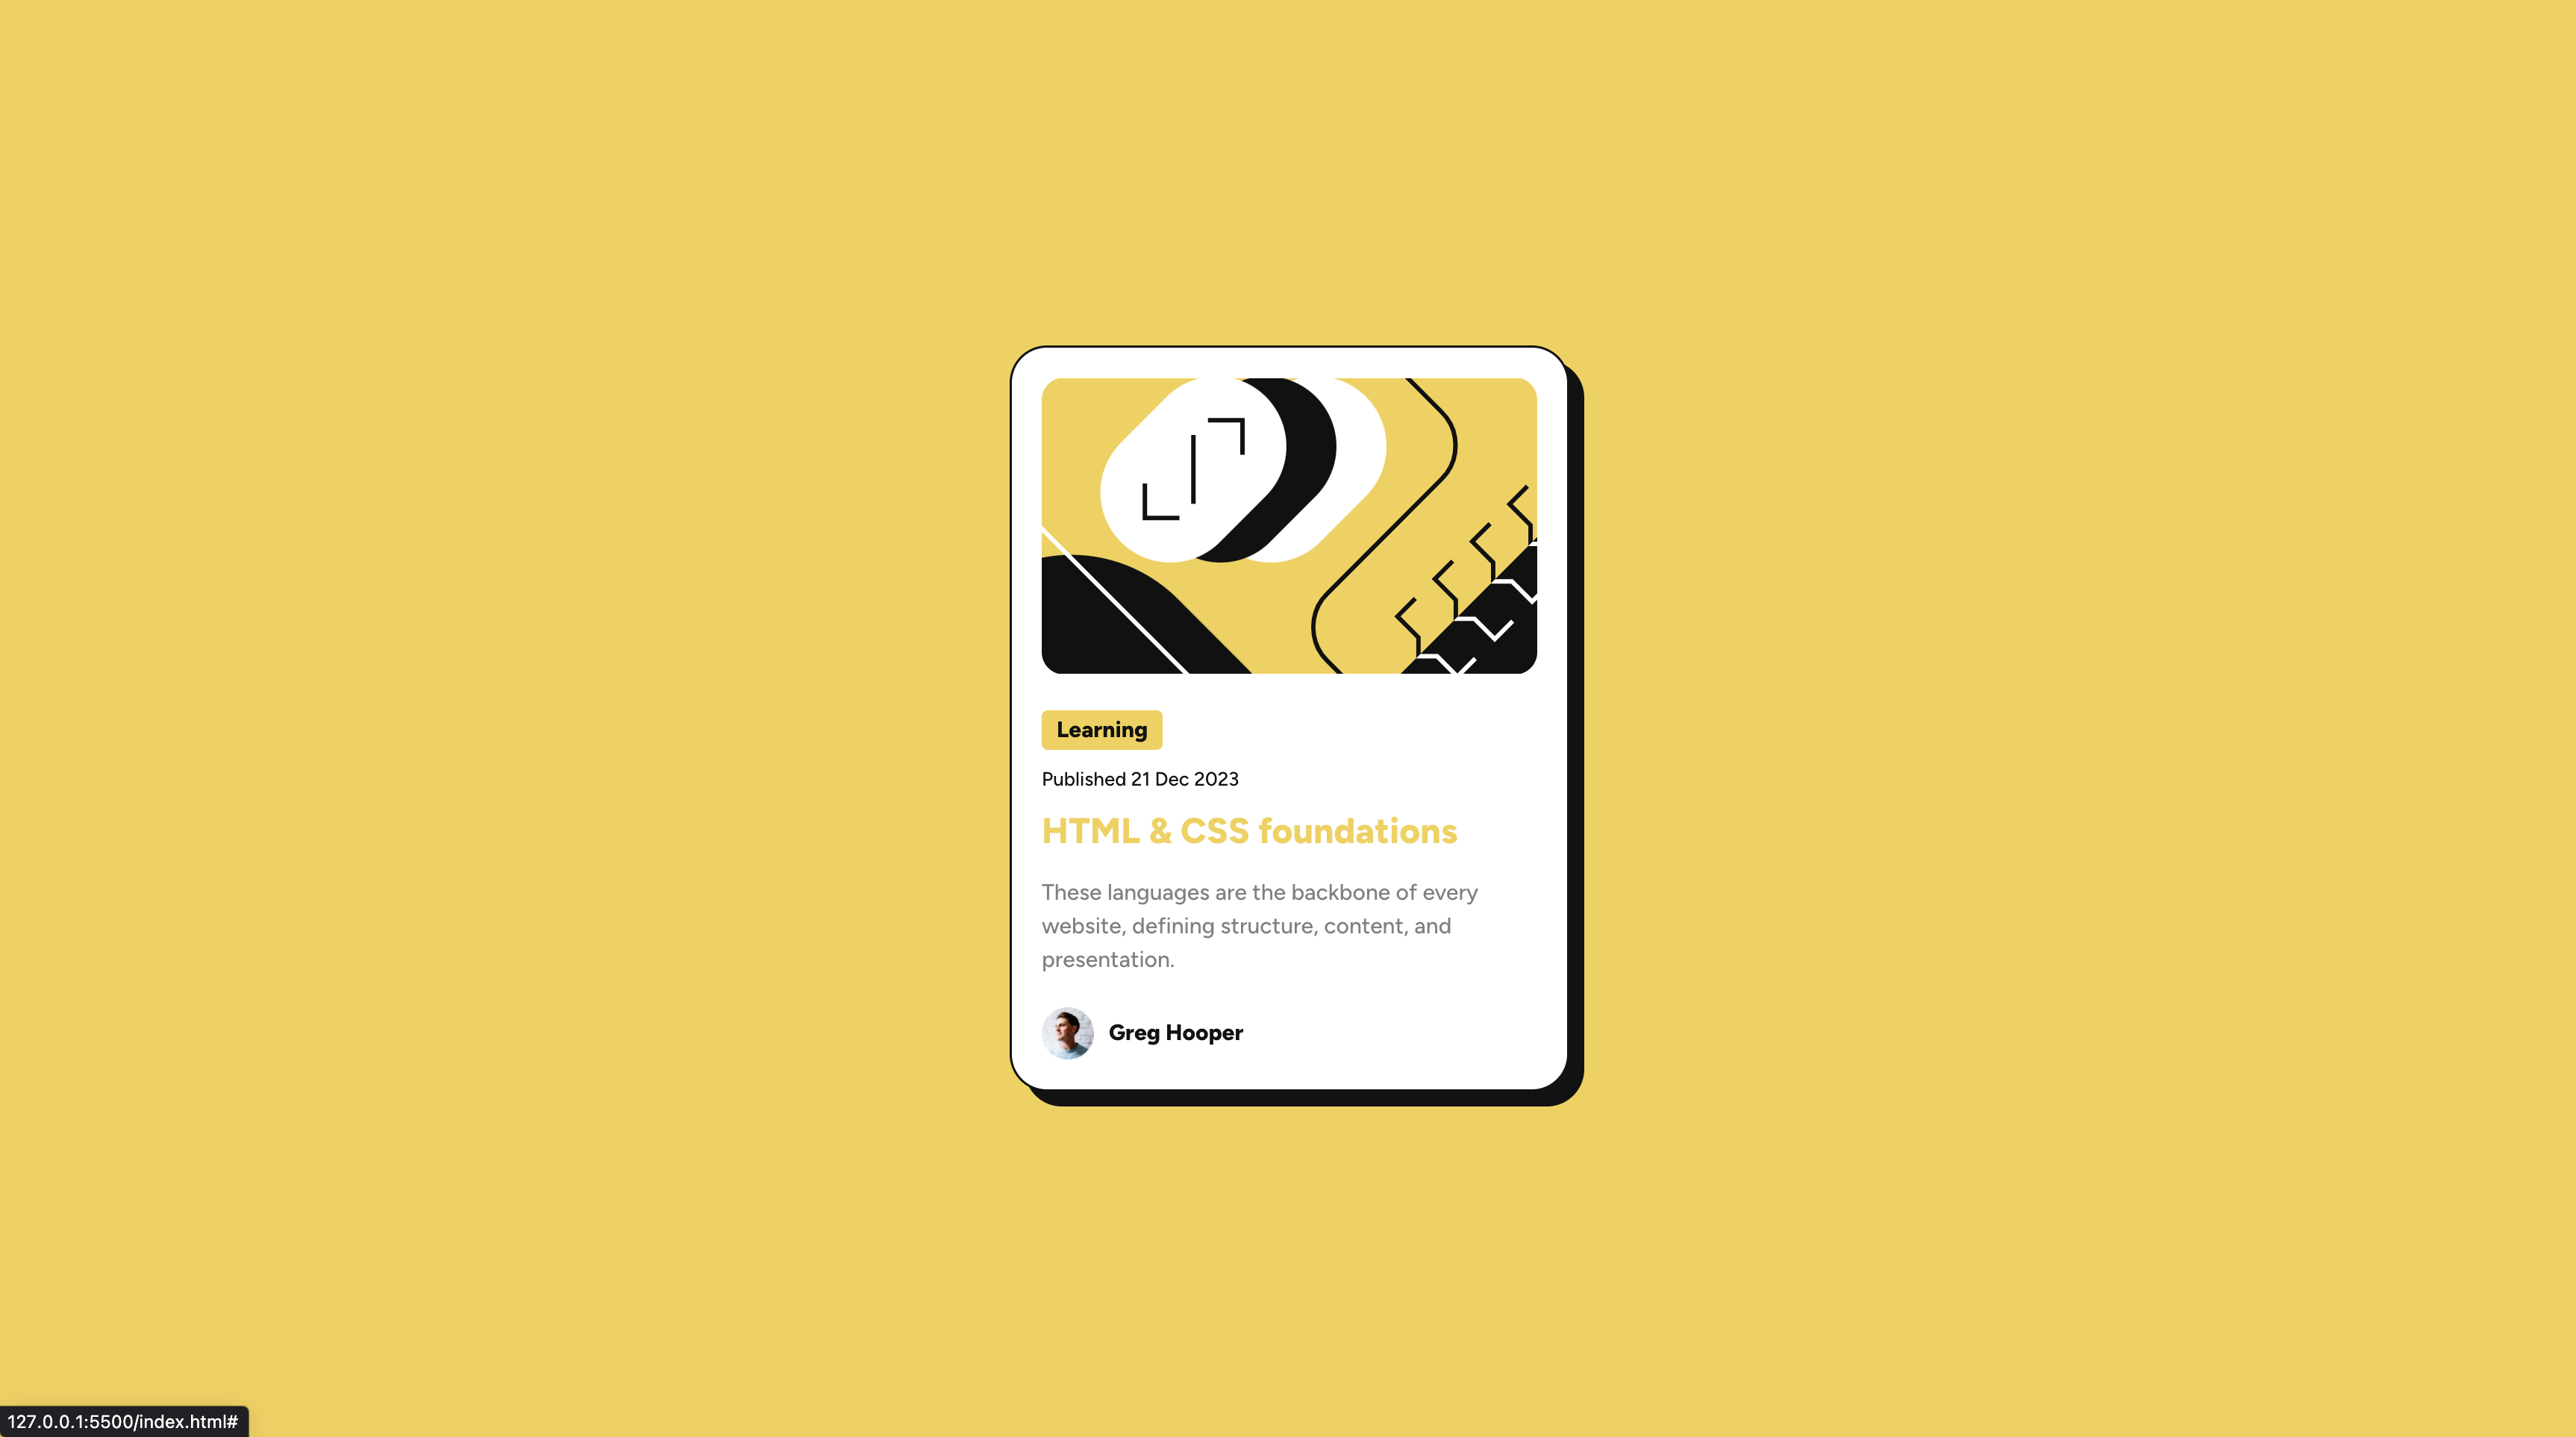 Learning
Published 21 Dec 2023
HTML & CSS foundations
These languages are the backbone of every
website, defining structure, content, and
presentation.
Greg Hooper
127.0.0.1:5500/index.html#